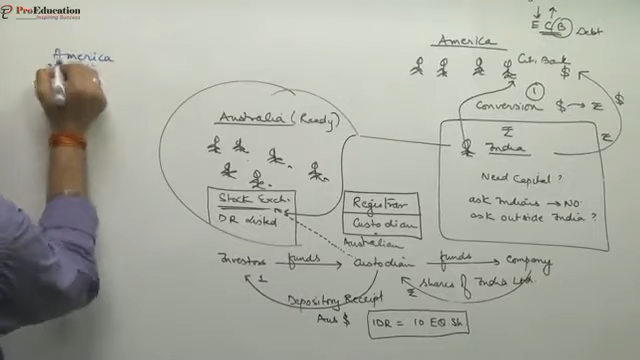 ProEducation
Inspiring Success
America
America
Citi Bank
$
E C B Debt
1
Conversion $ → ₹
$
₹
Australia (Ready)
Stock Exch.
DR Listed
Registrar
Custodian
Australian
₹
India
Need Capital?
ask Indians → NO
ask outside India?
Investors funds Custodian funds Company
1
Depository Receipt
Aus $
shares of India Ltd.
₹
1DR = 10 EQ Sh